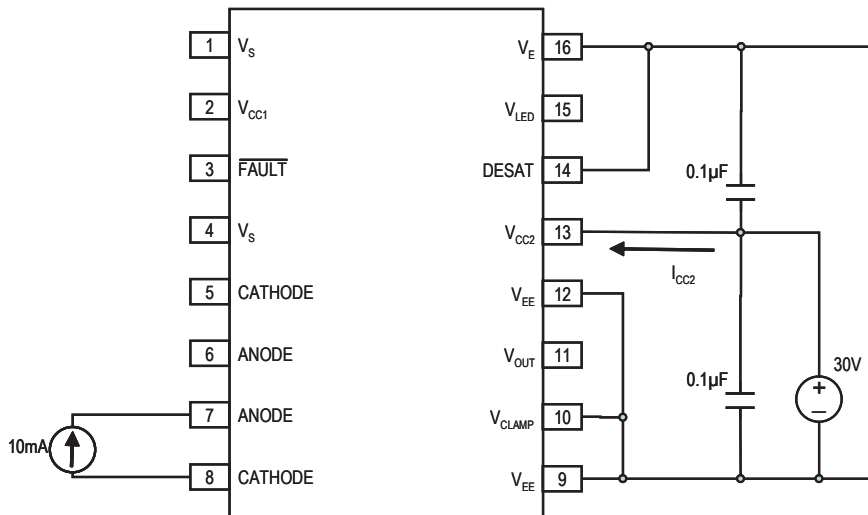 1 V_S
V_E 16
2 V_CC1
V_LED 15
3 FAULT
DESAT 14
0.1µF
4 V_S
V_CC2 13
I_CC2
5 CATHODE
V_EE 12
6 ANODE
V_OUT 11
30V
0.1µF
+
–
7 ANODE
V_CLAMP 10
10mA
8 CATHODE
V_EE 9